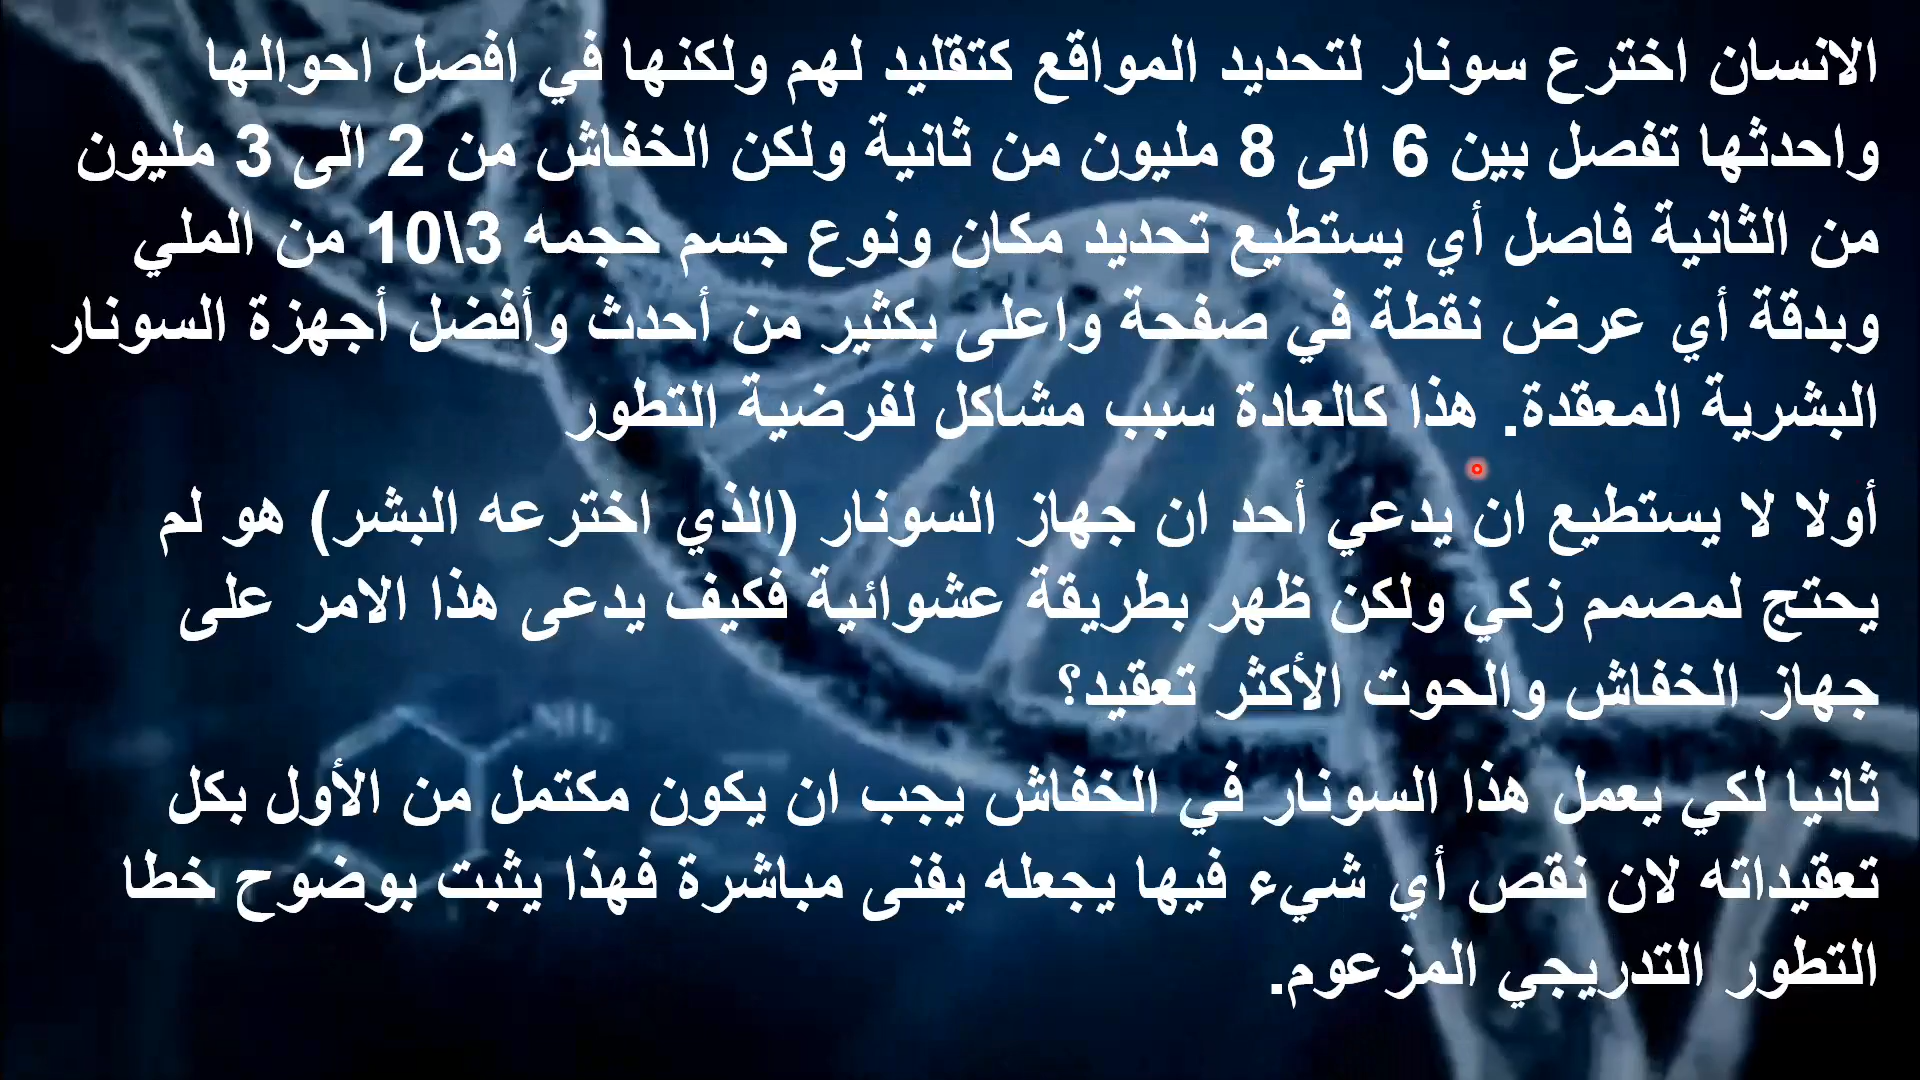 الانسان اخترع سونار لتحديد المواقع كتقليد لهم ولكنها في افصل احوالها
واحدثها تفصل بين 6 الى 8 مليون من ثانية ولكن الخفاش من 2 الى 3 مليون
من الثانية فاصل أي يستطيع تحديد مكان ونوع جسم حجمه 3\10 من الملي
وبدقة أي عرض نقطة في صفحة واعلى بكثير من أحدث وأفضل أجهزة السونار
البشرية المعقدة. هذا كالعادة سبب مشاكل لفرضية التطور
أولا لا يستطيع ان يدعي أحد ان جهاز السونار (الذي اخترعه البشر) هو لم
يحتج لمصمم زكي ولكن ظهر بطريقة عشوائية فكيف يدعى هذا الامر على
جهاز الخفاش والحوت الأكثر تعقيد؟
ثانيا لكي يعمل هذا السونار في الخفاش يجب ان يكون مكتمل من الأول بكل
تعقيداته لان نقص أي شيء فيها يجعله يفنى مباشرة فهذا يثبت بوضوح خطا
التطور التدريجي المزعوم.
NH₂